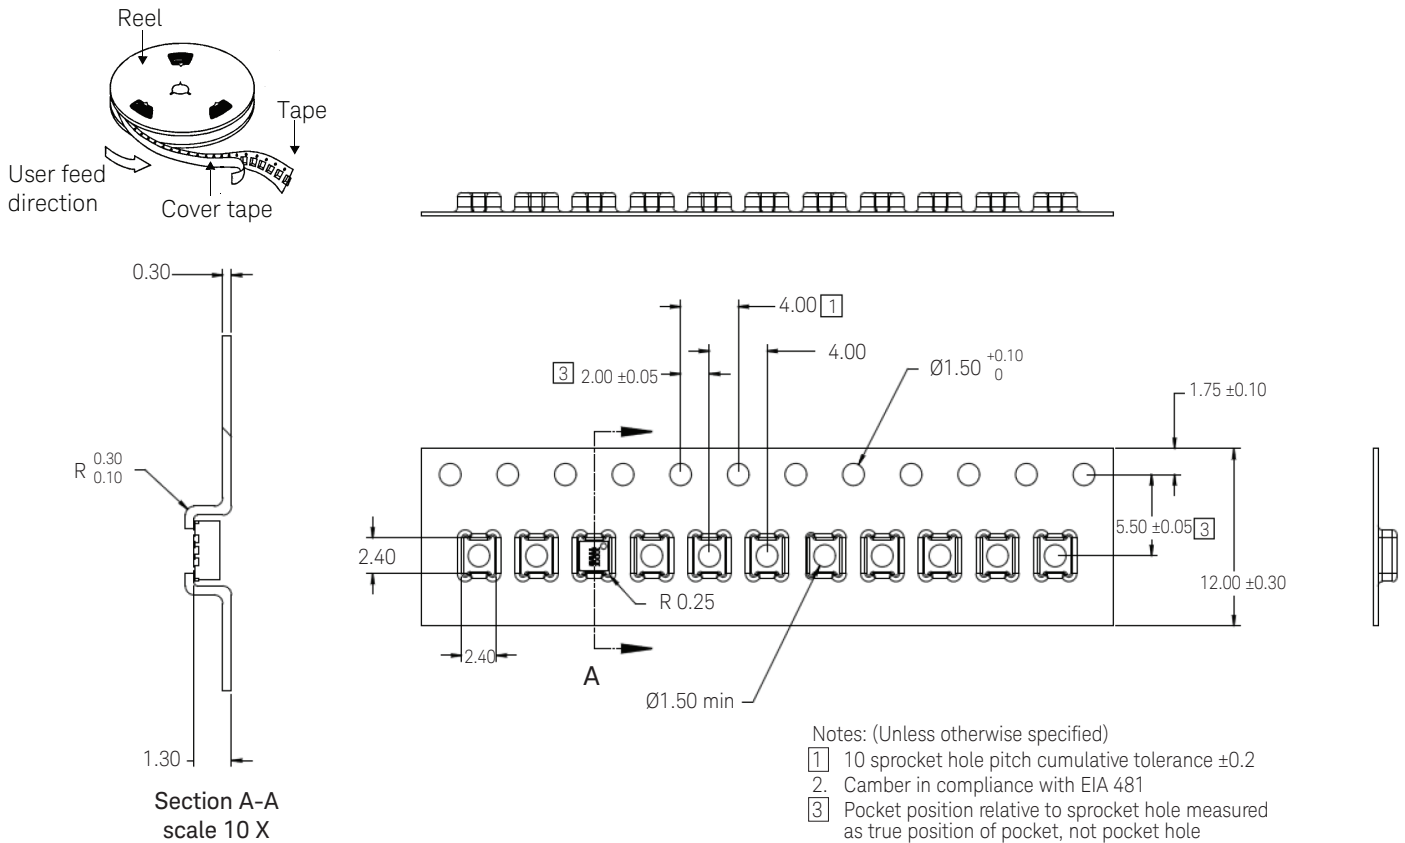 Reel
Tape
User feed
direction
Cover tape
0.30
4.00 1
4.00
3 2.00 ±0.05
Ø1.50 +0.10
0
1.75 ±0.10
R 0.30
0.10
5.50 ±0.05 3
2.40
12.00 ±0.30
R 0.25
2.40
A
Ø1.50 min
1.30
Section A-A
scale 10 X
Notes: (Unless otherwise specified)
1 10 sprocket hole pitch cumulative tolerance ±0.2
2. Camber in compliance with EIA 481
3 Pocket position relative to sprocket hole measured
as true position of pocket, not pocket hole